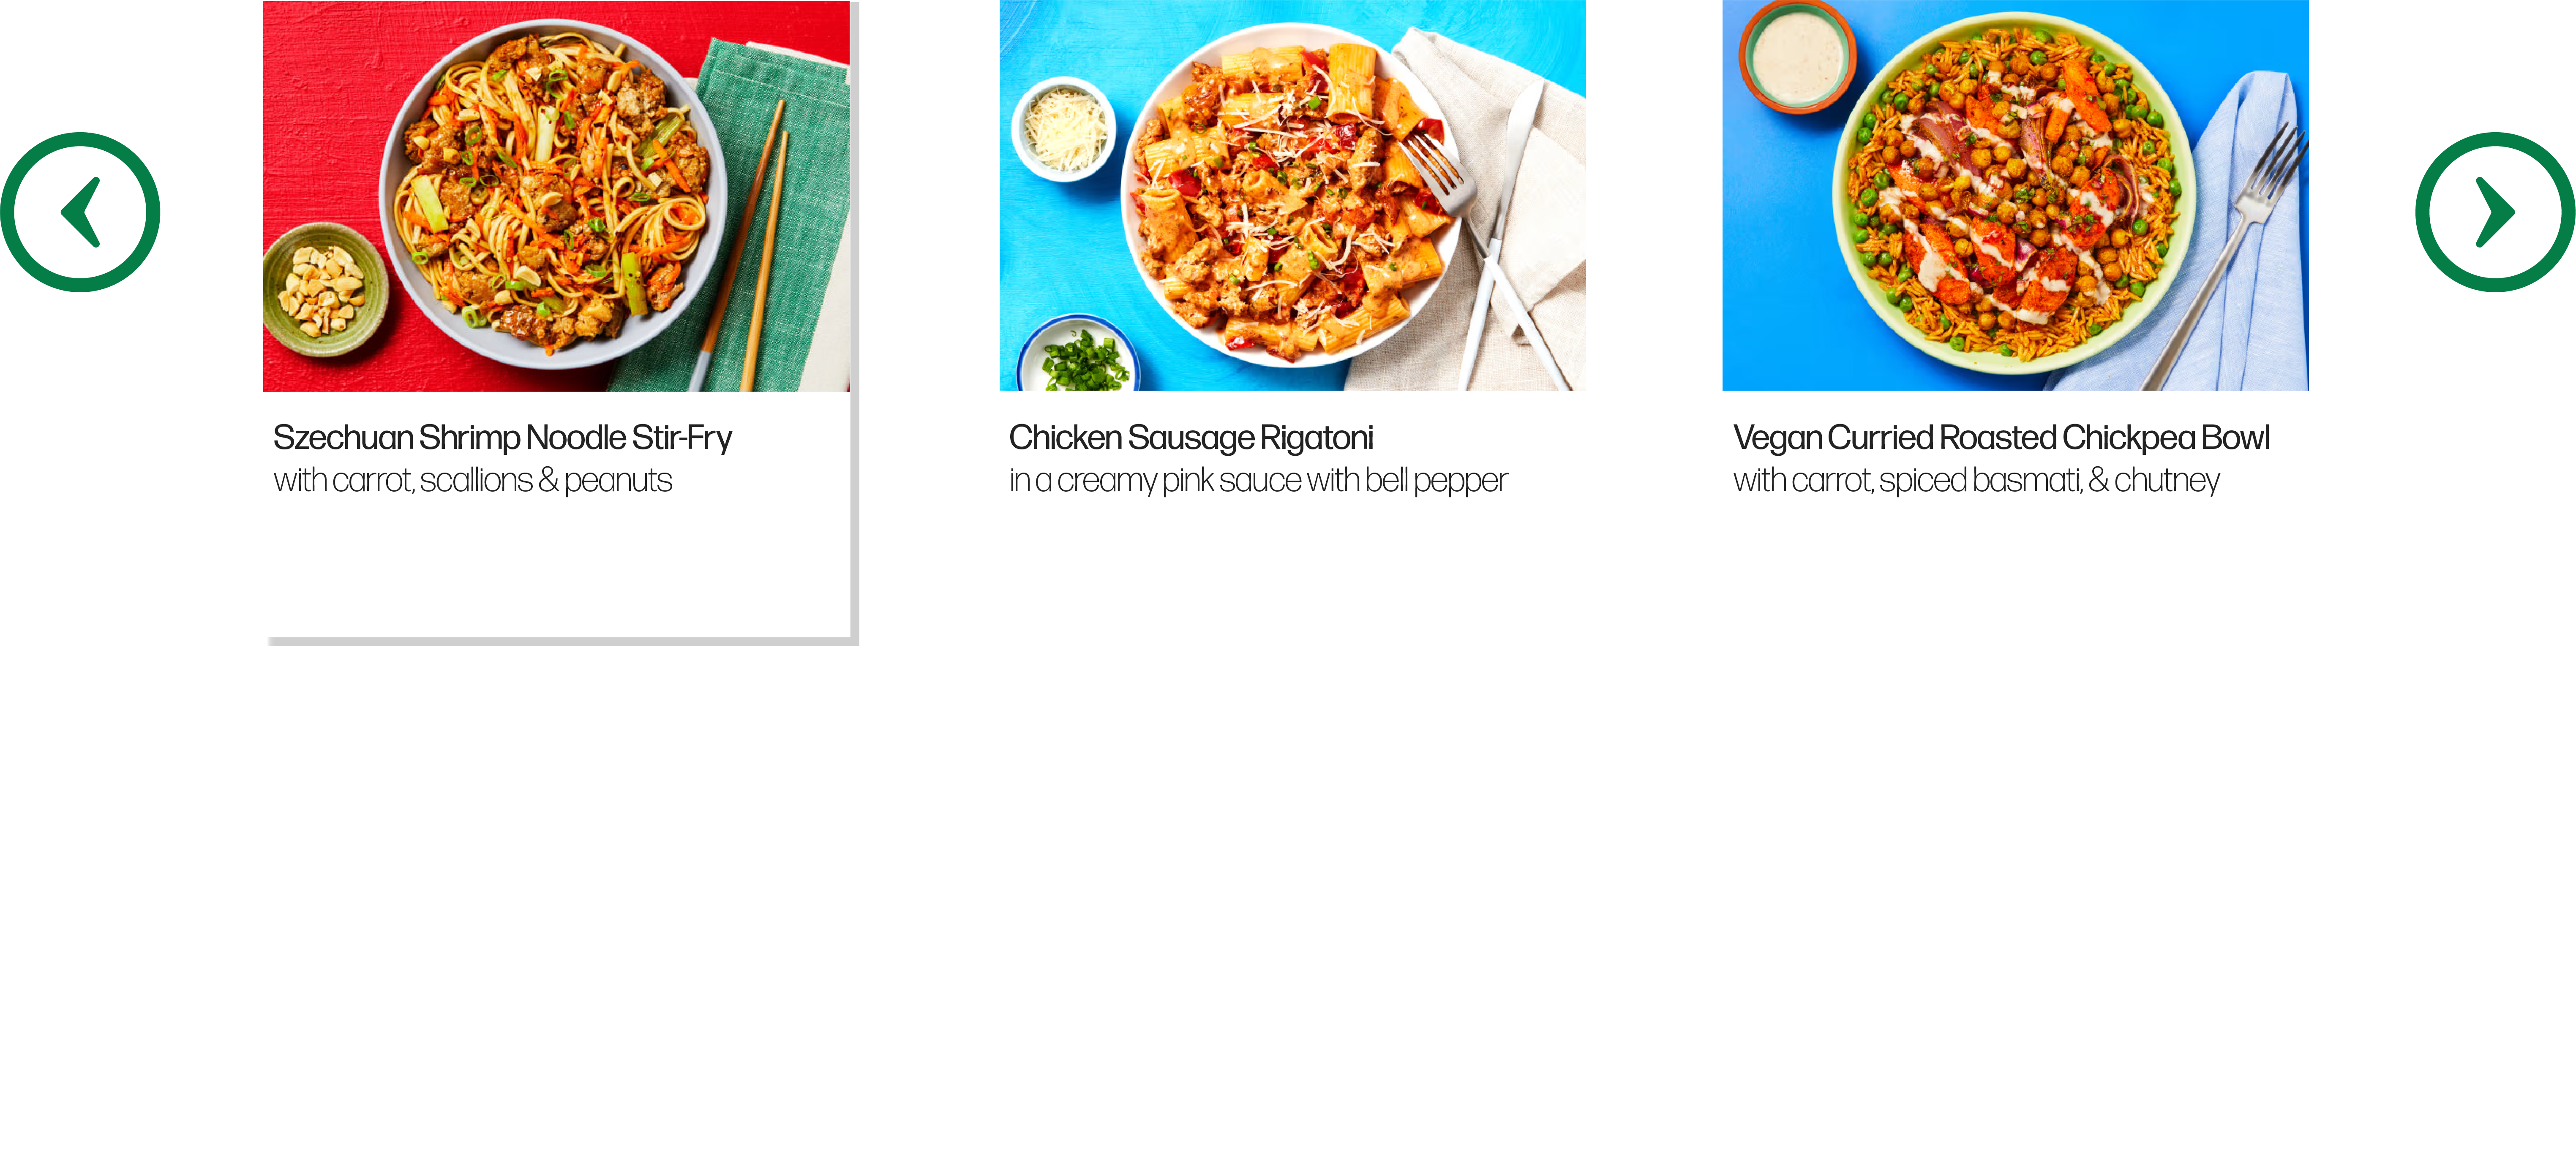 Szechuan Shrimp Noodle Stir-Fry
with carrot, scallions & peanuts
Chicken Sausage Rigatoni
in a creamy pink sauce with bell pepper
Vegan Curried Roasted Chickpea Bowl
with carrot, spiced basmati, & chutney